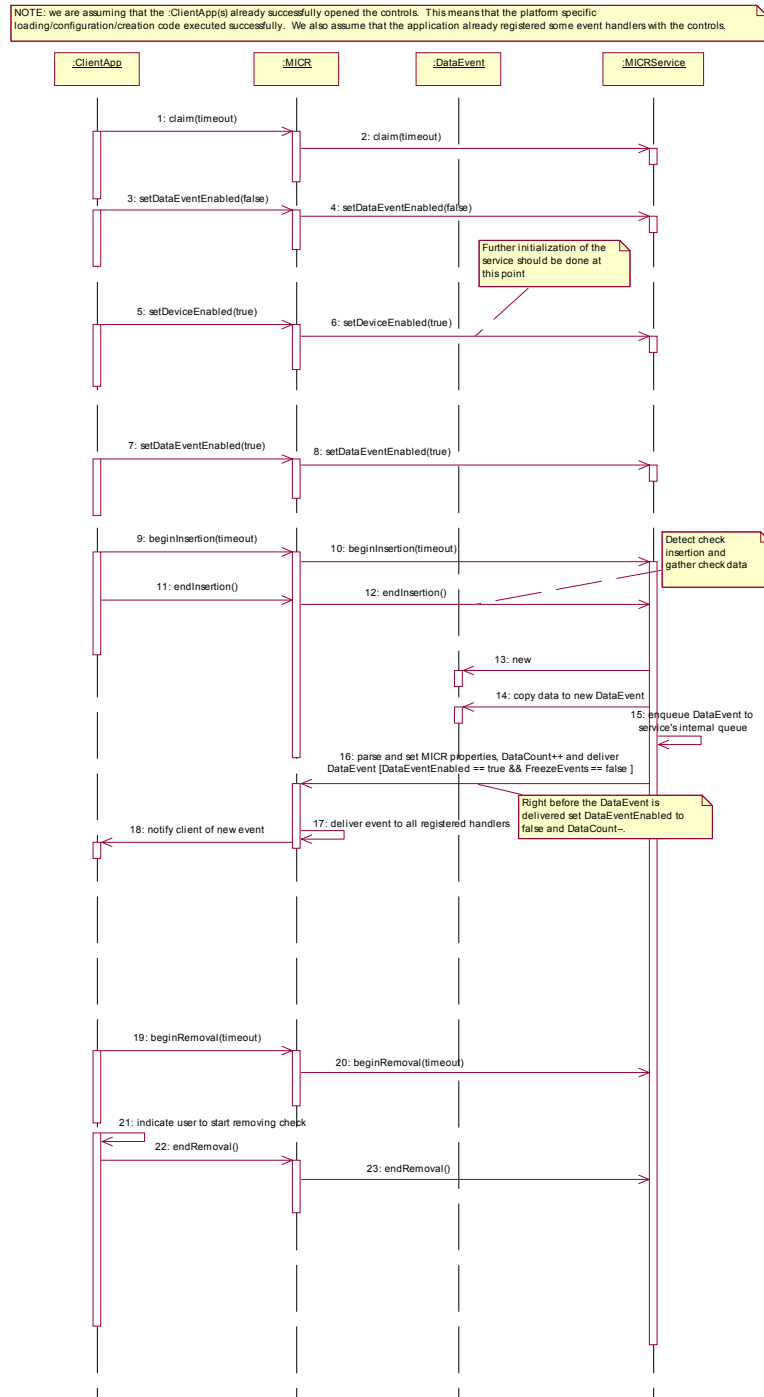 NOTE: we are assuming that the :ClientApp(s) already successfully opened the controls. This means that the platform specific
loading/configuration/creation code executed successfully. We also assume that the application already registered some event handlers with the controls.
:ClientApp
:MICR
:DataEvent
:MICRService
1: claim(timeout)
2: claim(timeout)
3: setDataEventEnabled(false)
4: setDataEventEnabled(false)
Further initialization of the
service should be done at
this point
5: setDeviceEnabled(true)
6: setDeviceEnabled(true)
7: setDataEventEnabled(true)
8: setDataEventEnabled(true)
9: beginInsertion(timeout)
10: beginInsertion(timeout)
Detect check
insertion and
gather check data
11: endInsertion()
12: endInsertion()
13: new
14: copy data to new DataEvent
15: enqueue DataEvent to
service's internal queue
16: parse and set MICR properties, DataCount++ and deliver
DataEvent [DataEventEnabled == true && FreezeEvents == false ]
Right before the DataEvent is
delivered set DataEventEnabled to
false and DataCount--.
17: deliver event to all registered handlers
18: notify client of new event
19: beginRemoval(timeout)
20: beginRemoval(timeout)
21: indicate user to start removing check
22: endRemoval()
23: endRemoval()